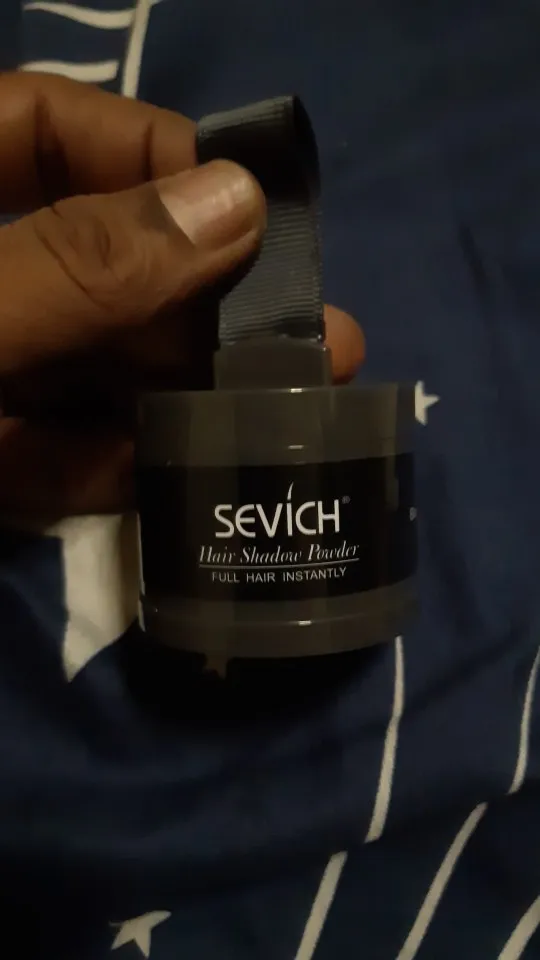 SEVICH®
Hair Shadow Powder
FULL HAIR INSTANTLY